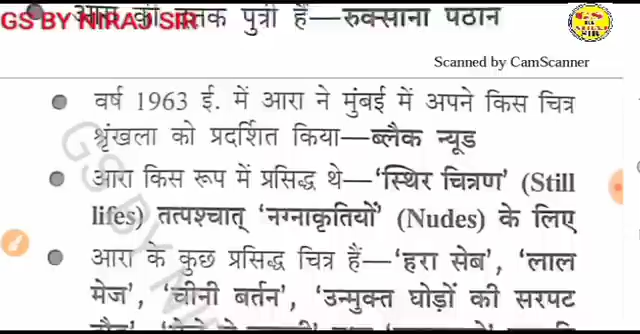 GS BY NIRAJ SIR
पुत्री हैं—रुक्साना पठान
Scanned by CamScanner
● वर्ष 1963 ई. में आरा ने मुंबई में अपने किस चित्र
श्रृंखला को प्रदर्शित किया—ब्लैक न्यूड
● आरा किस रूप में प्रसिद्ध थे—‘स्थिर चित्रण’ (Still
lifes) तत्पश्चात् ‘नग्नाकृतियों’ (Nudes) के लिए
● आरा के कुछ प्रसिद्ध चित्र हैं—‘हरा सेब’, ‘लाल
मेज’, ‘चीनी बर्तन’, ‘उन्मुक्त घोड़ों की सरपट